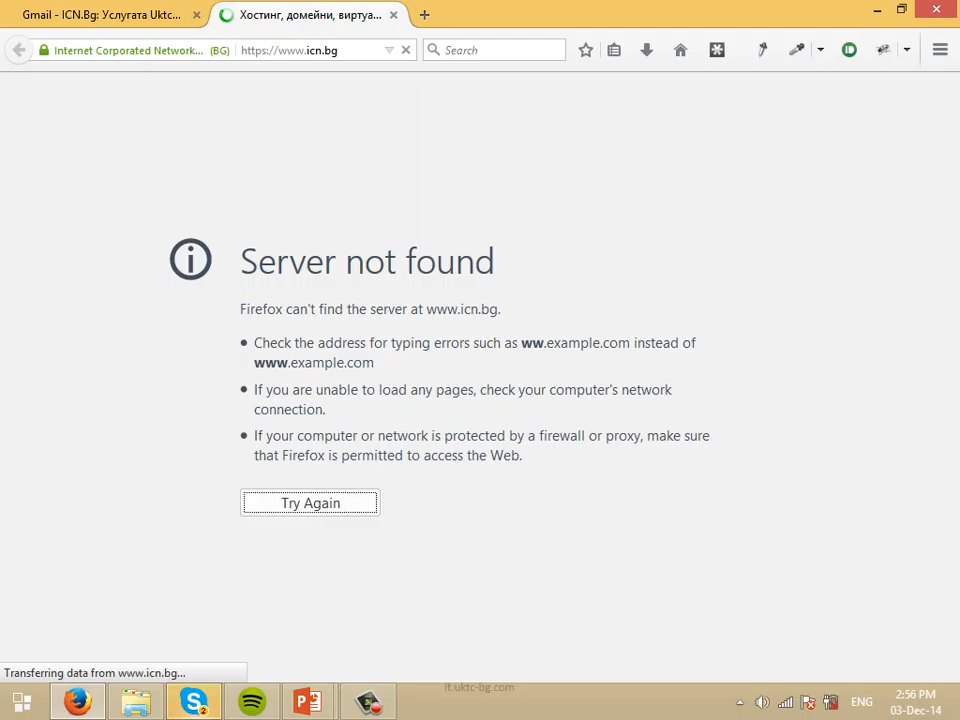 Gmail - ICN.Bg: Услугата Uktc...
Хостинг, домейни, виртуа...
Internet Corporated Network... (BG)
https://www.icn.bg
Search
Server not found
Firefox can't find the server at www.icn.bg.
Check the address for typing errors such as ww.example.com instead of
www.example.com
If you are unable to load any pages, check your computer's network
connection.
If your computer or network is protected by a firewall or proxy, make sure
that Firefox is permitted to access the Web.
Try Again
Transferring data from www.icn.bg...
lt.uktc-bg.com
2
ENG
2:56 PM
03-Dec-14